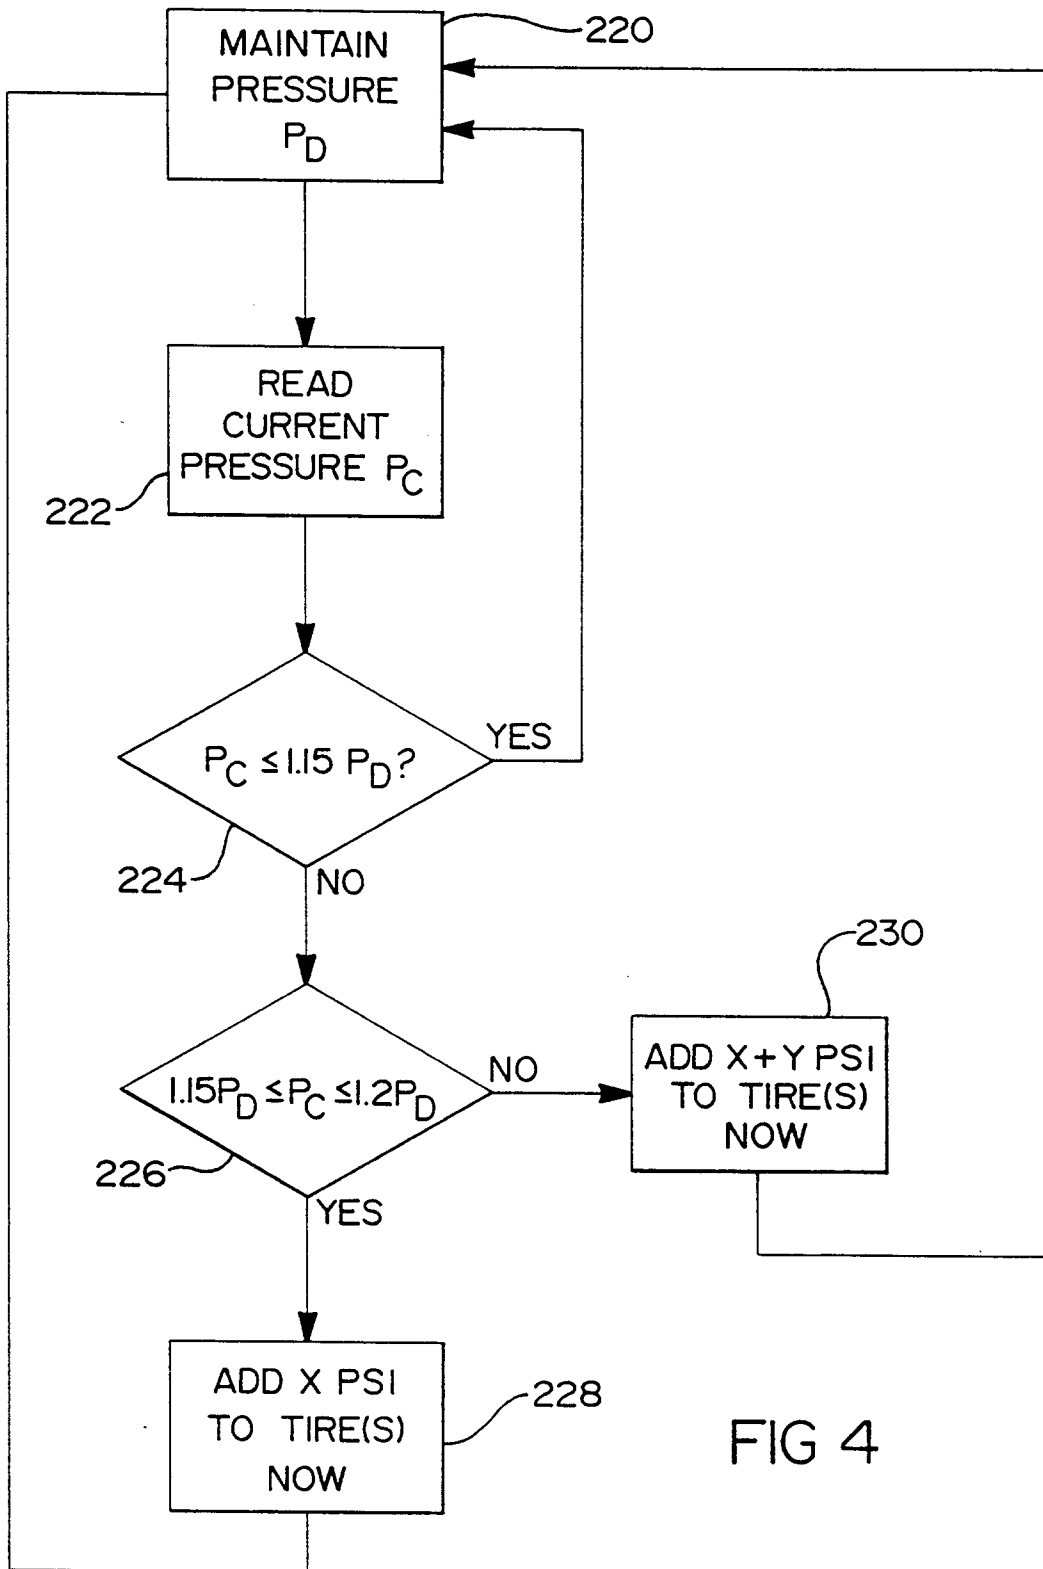 MAINTAIN
PRESSURE
PD
220
READ
CURRENT
PRESSURE PC
222
PC ≤ 1.15 PD?
YES
224
NO
230
1.15PD ≤ PC ≤ 1.2PD
NO
ADD X + Y PSI
TO TIRE(S)
NOW
226
YES
ADD X PSI
TO TIRE(S)
NOW
228
FIG 4